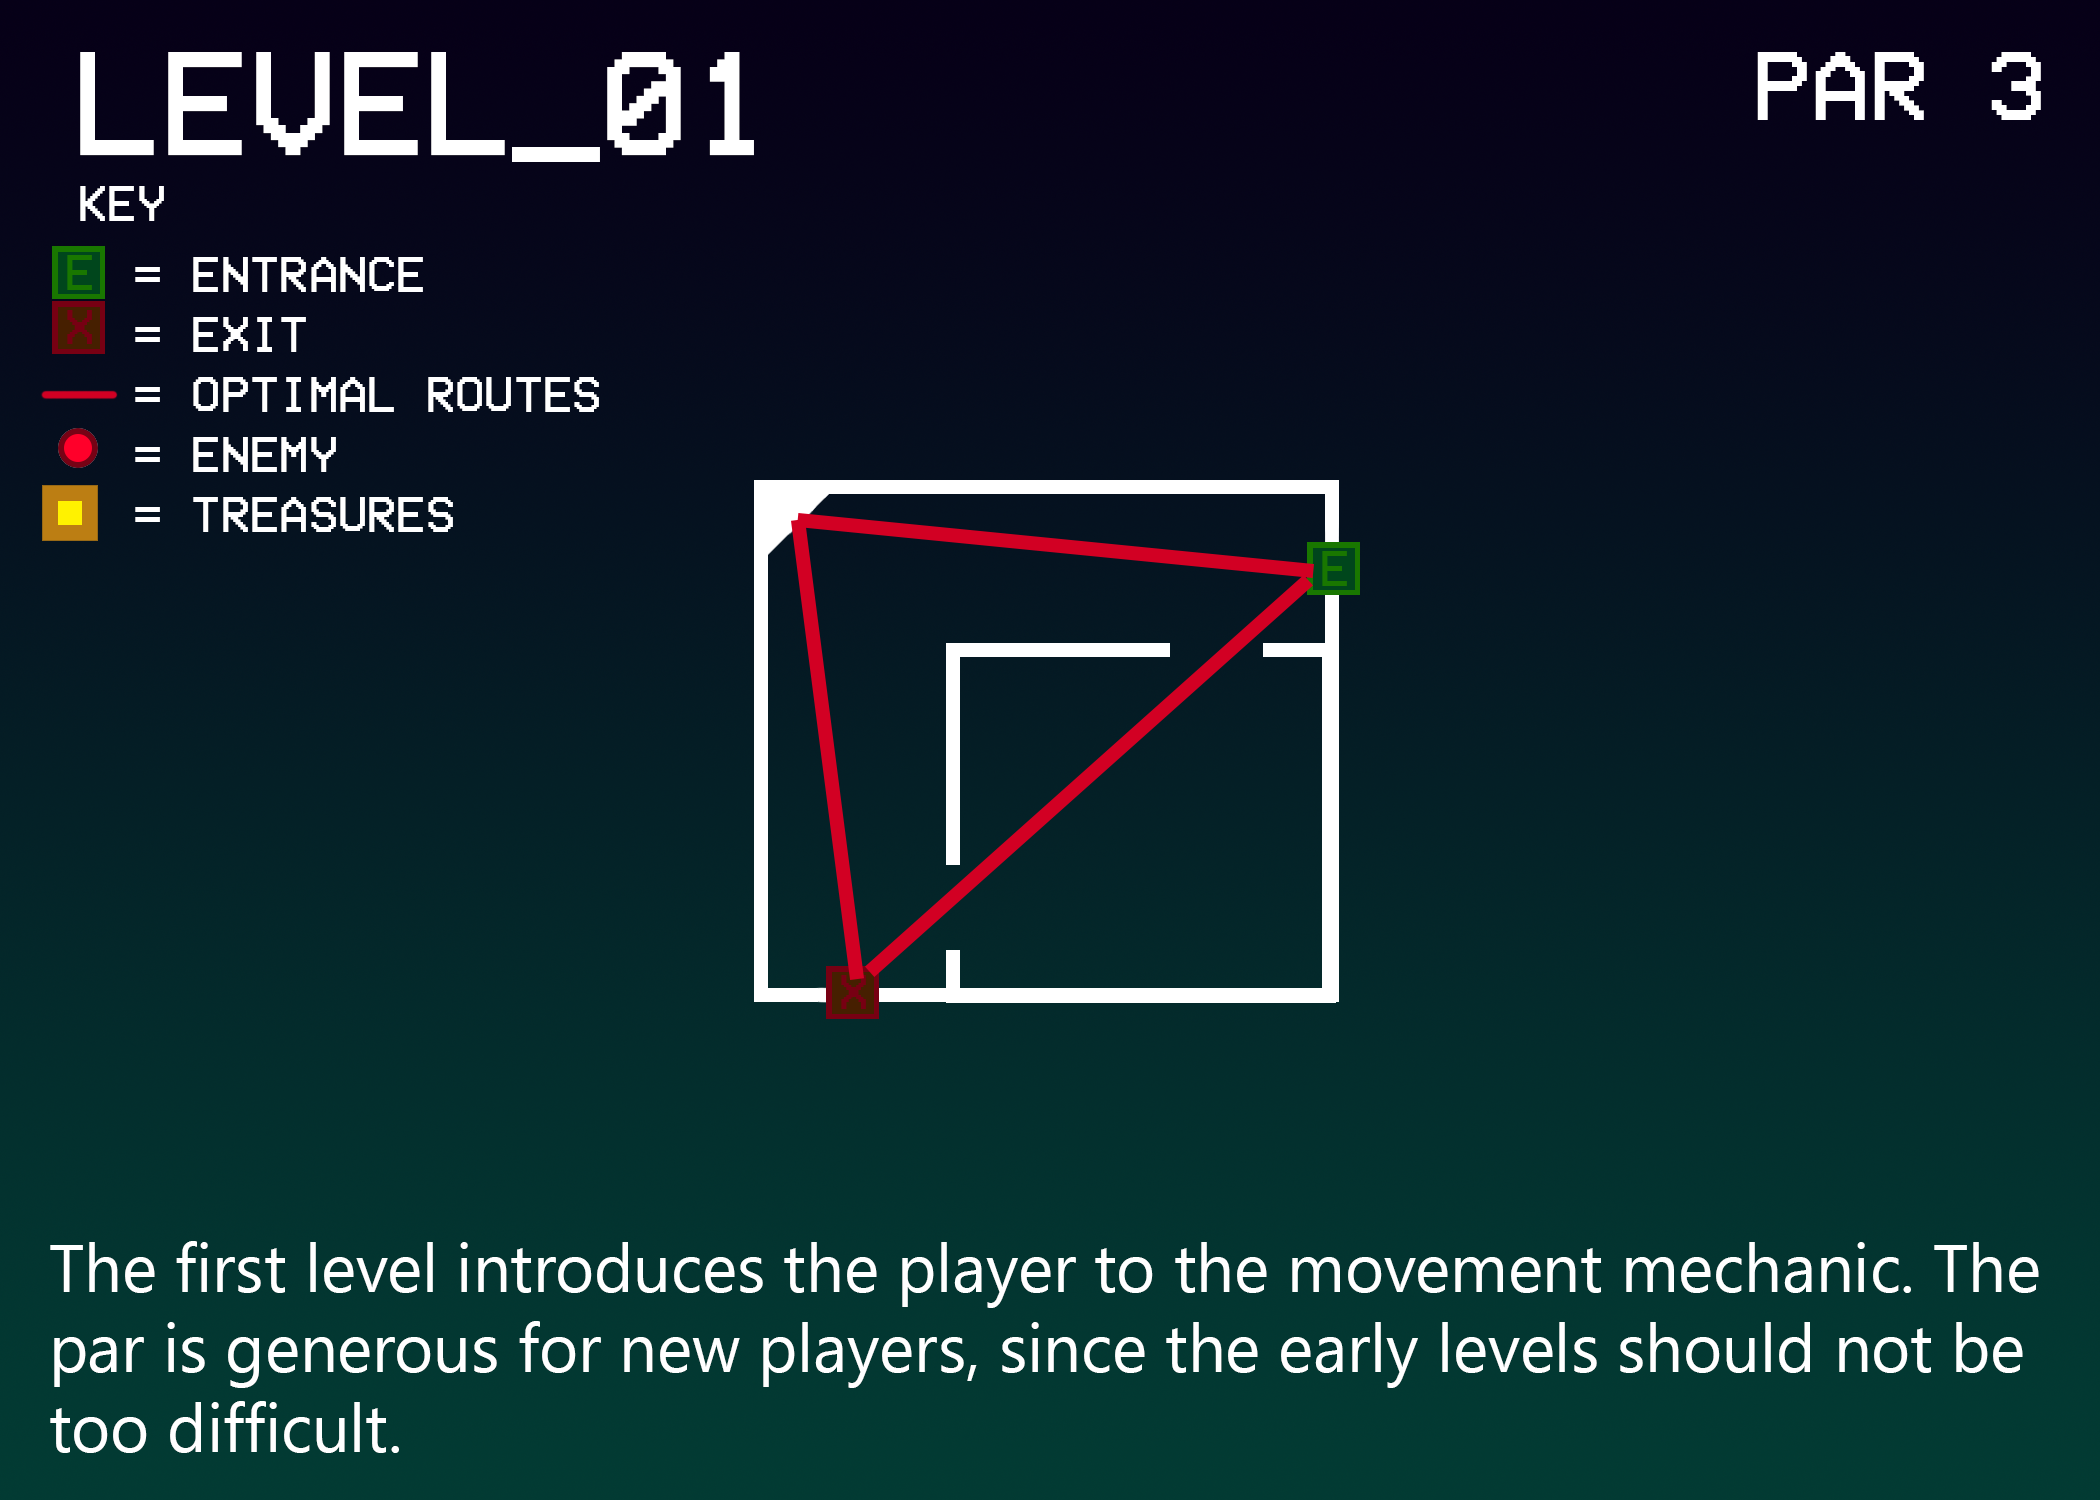 LEVEL_01
PAR 3
KEY
E = ENTRANCE
X = EXIT
= OPTIMAL ROUTES
= ENEMY
= TREASURES
E
X
The first level introduces the player to the movement mechanic. The
par is generous for new players, since the early levels should not be
too difficult.